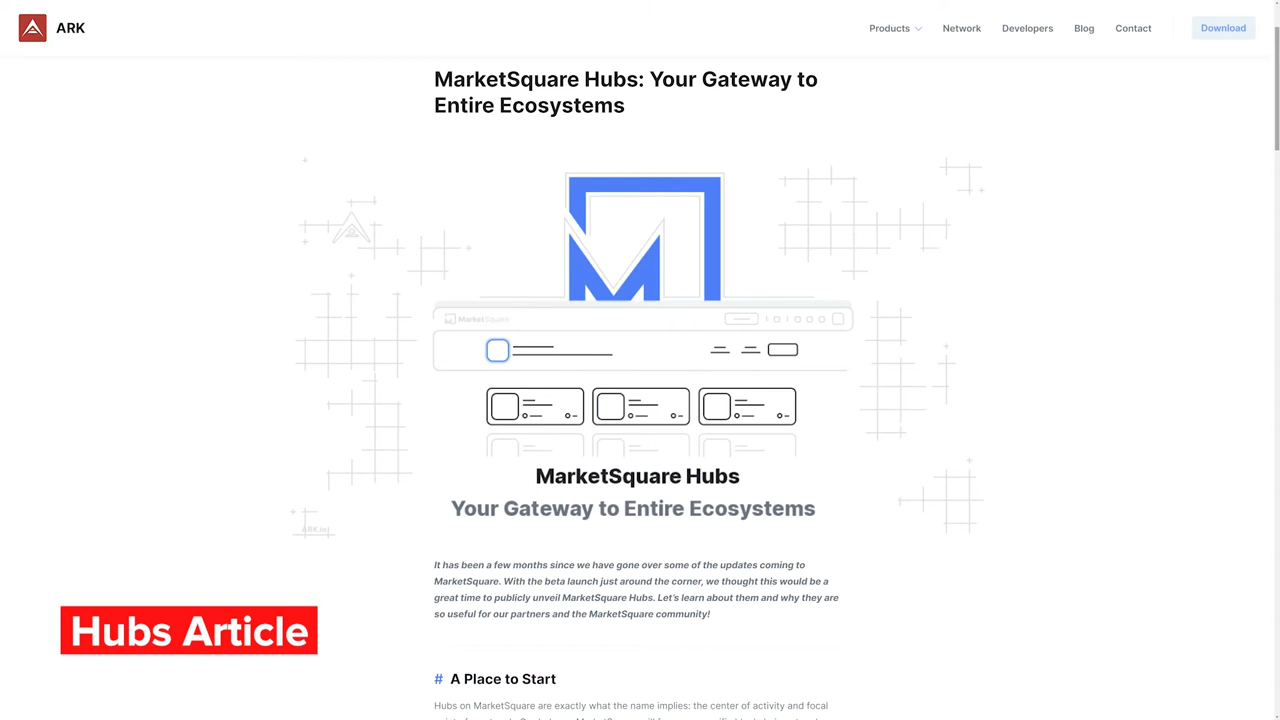 ARK
Products
Network
Developers
Blog
Contact
Download
MarketSquare Hubs: Your Gateway to
Entire Ecosystems
MarketSquare
MarketSquare Hubs
Your Gateway to Entire Ecosystems
ARK.io
It has been a few months since we have gone over some of the updates coming to
MarketSquare. With the beta launch just around the corner, we thought this would be a
great time to publicly unveil MarketSquare Hubs. Let's learn about them and why they are
so useful for our partners and the MarketSquare community!
Hubs Article
# A Place to Start
Hubs on MarketSquare are exactly what the name implies: the center of activity and focal